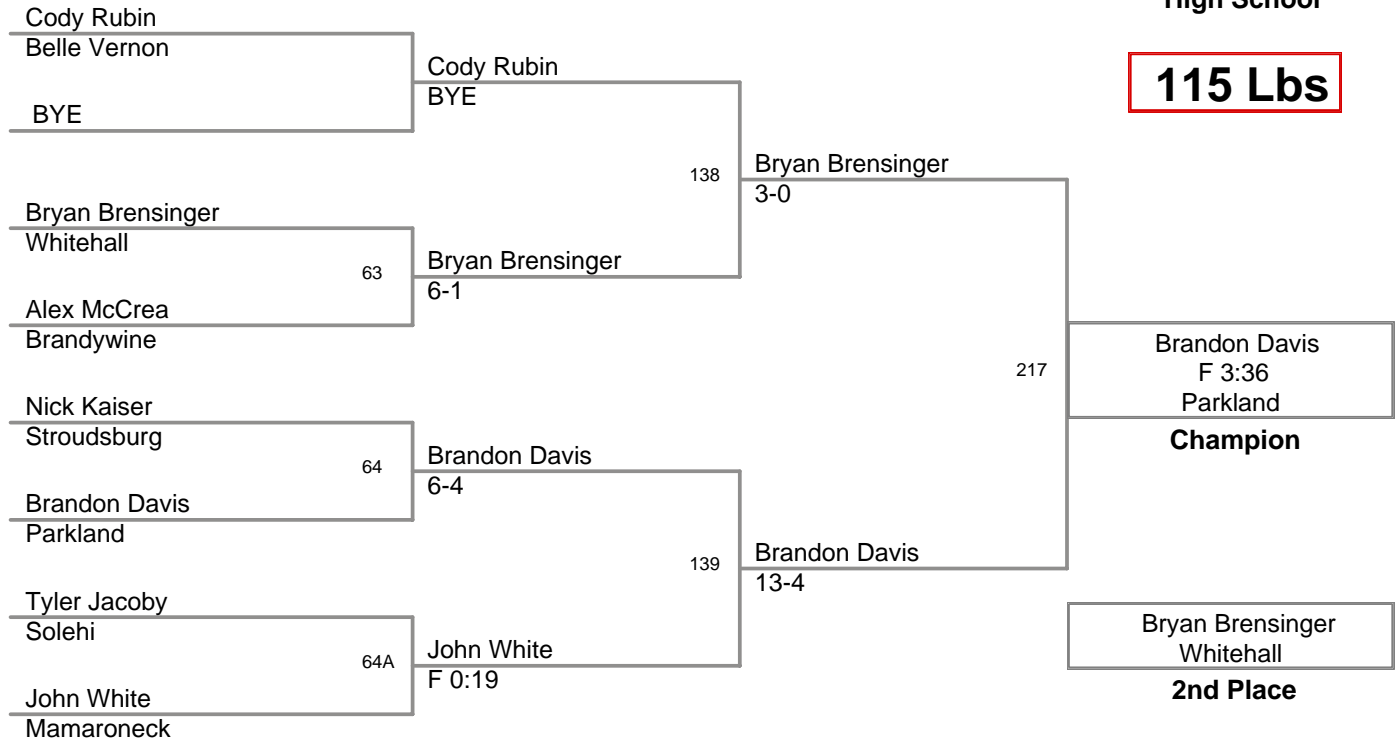 High School
115 Lbs
Cody Rubin
Belle Vernon
BYE
Bryan Brensinger
Whitehall
63
Alex McCrea
Brandywine
Nick Kaiser
Stroudsburg
64
Brandon Davis
Parkland
Tyler Jacoby
Solehi
64A
John White
Mamaroneck
Cody Rubin
BYE
138
Bryan Brensinger
6-1
Brandon Davis
6-4
139
John White
F 0:19
Bryan Brensinger
3-0
217
Brandon Davis
13-4
Brandon Davis
F 3:36
Parkland
Champion
Bryan Brensinger
Whitehall
2nd Place